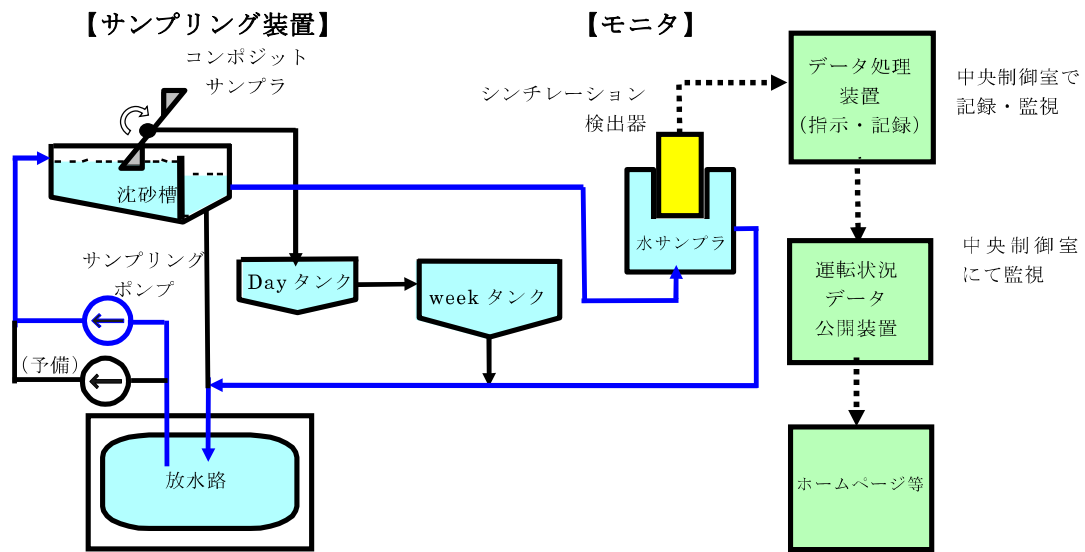 【サンプリング装置】
コンポジット
サンプラ
沈砂槽
サンプリング
ポンプ
(予備)
放水路
Day タンク
week タンク
【モニタ】
シンチレーション
検出器
水サンプラ
データ処理
装置
(指示・記録)
中央制御室で
記録・監視
運転状況
データ
公開装置
中央制御室
にて監視
ホームページ等